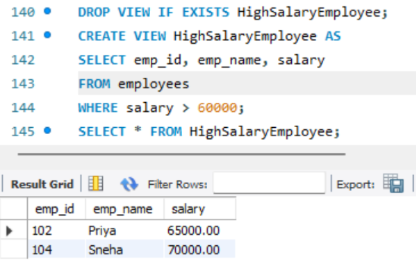 140 DROP VIEW IF EXISTS HighSalaryEmployee;
141 CREATE VIEW HighSalaryEmployee AS
142 SELECT emp_id, emp_name, salary
143 FROM employees
144 WHERE salary > 60000;
145 SELECT * FROM HighSalaryEmployee;
Result Grid Filter Rows: Export:
emp_id emp_name salary
102 Priya 65000.00
104 Sneha 70000.00